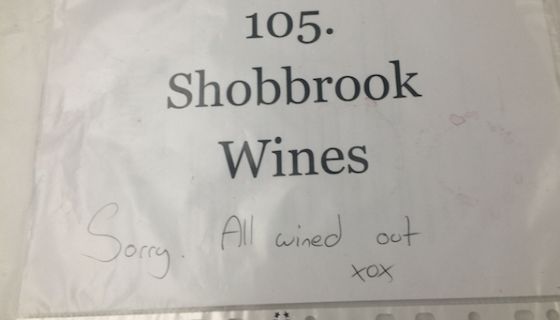 105.
Shobbrook
Wines
Sorry. All wined out
xox